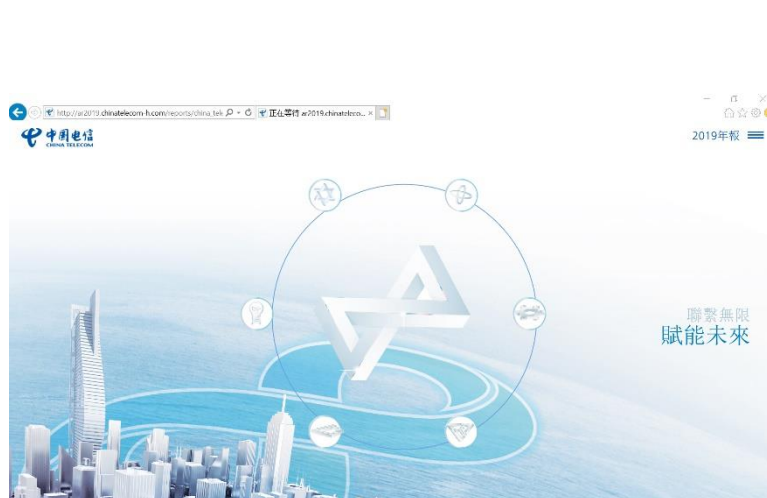 http://ar2019.chinatelecom-h.com/reports/china_tel
正在等待 ar2019.chinateleco...
中国电信
CHINA TELECOM
2019年報
聯繫無限
賦能未來